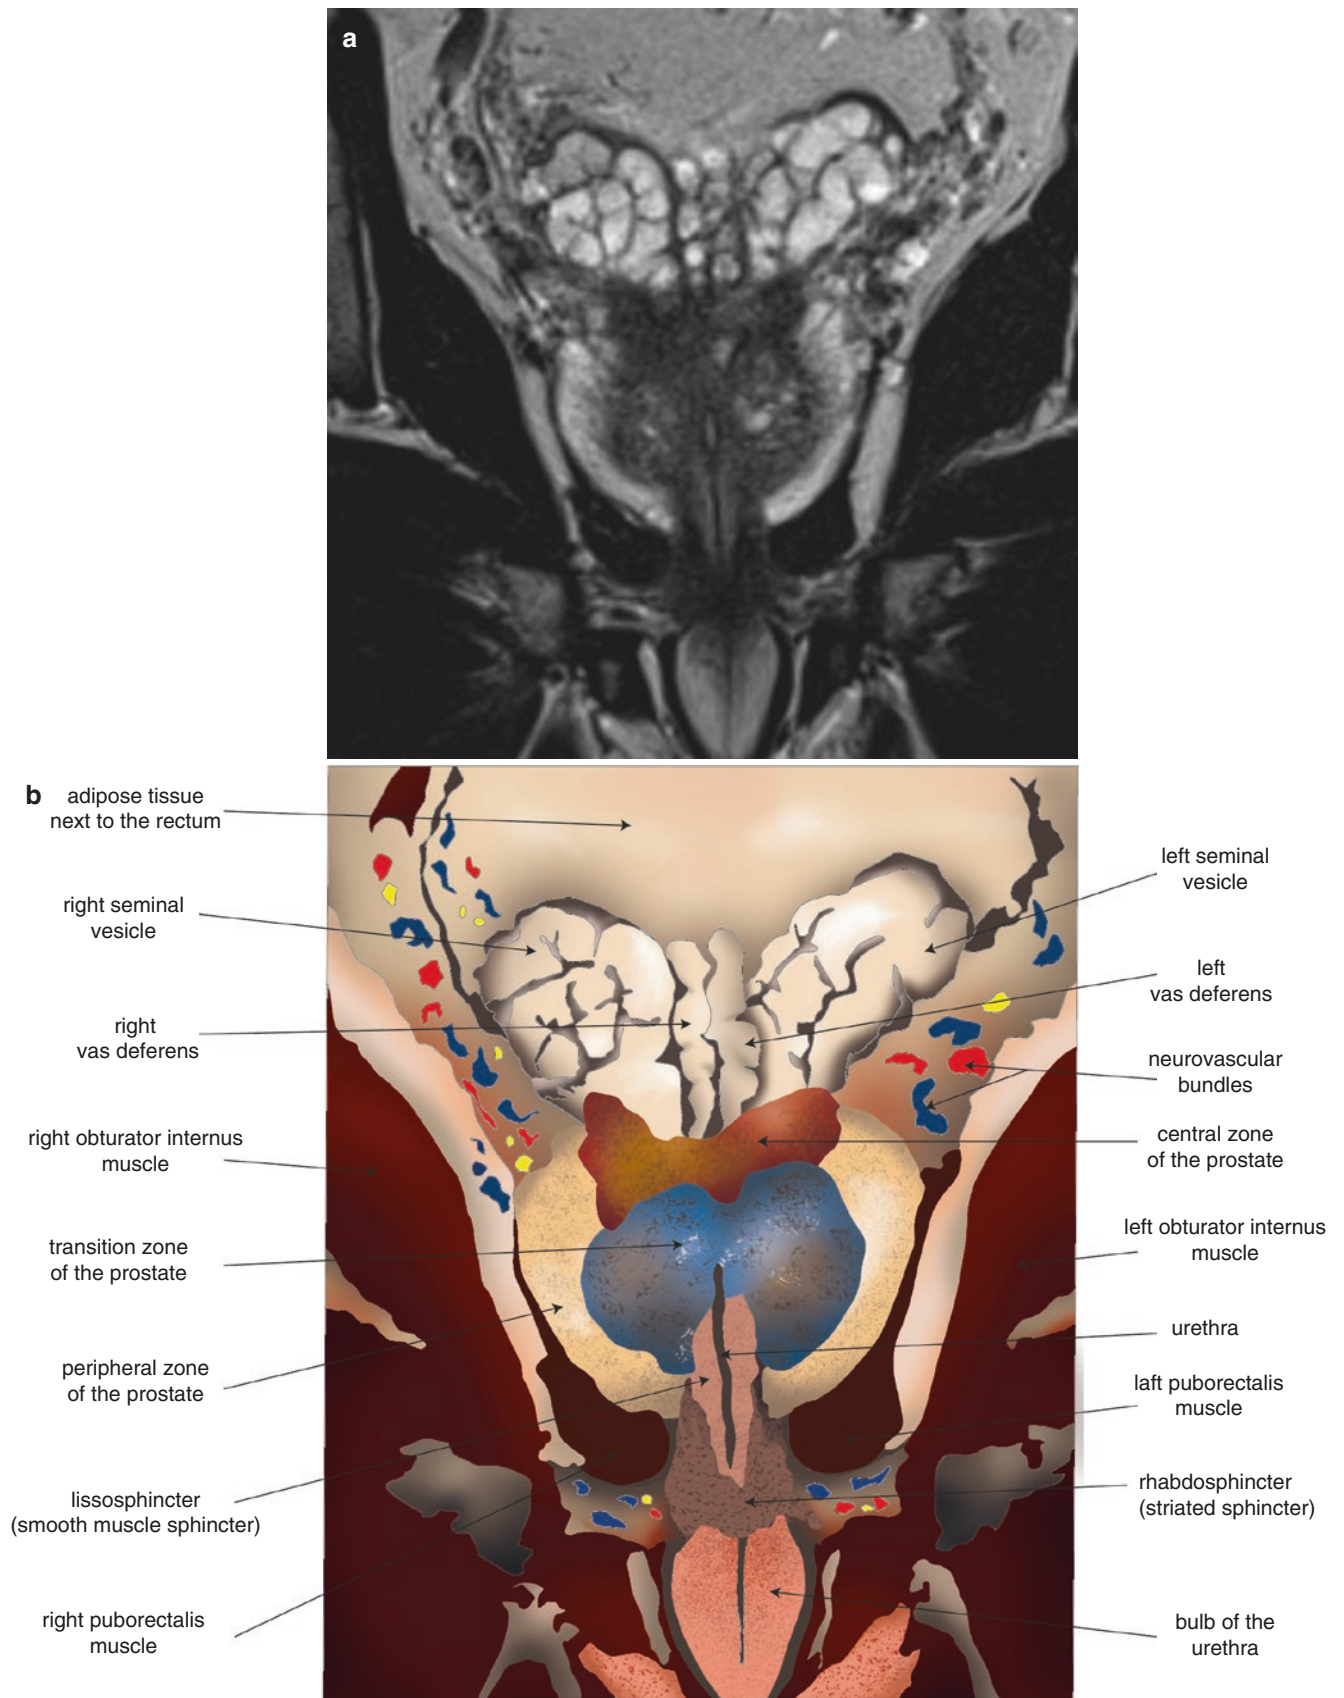 a
b
adipose tissue
next to the rectum
right seminal
vesicle
right
vas deferens
right obturator internus
muscle
transition zone
of the prostate
peripheral zone
of the prostate
lissosphincter
(smooth muscle sphincter)
right puborectalis
muscle
left seminal
vesicle
left
vas deferens
neurovascular
bundles
central zone
of the prostate
left obturator internus
muscle
urethra
laft puborectalis
muscle
rhabdosphincter
(striated sphincter)
bulb of the
urethra